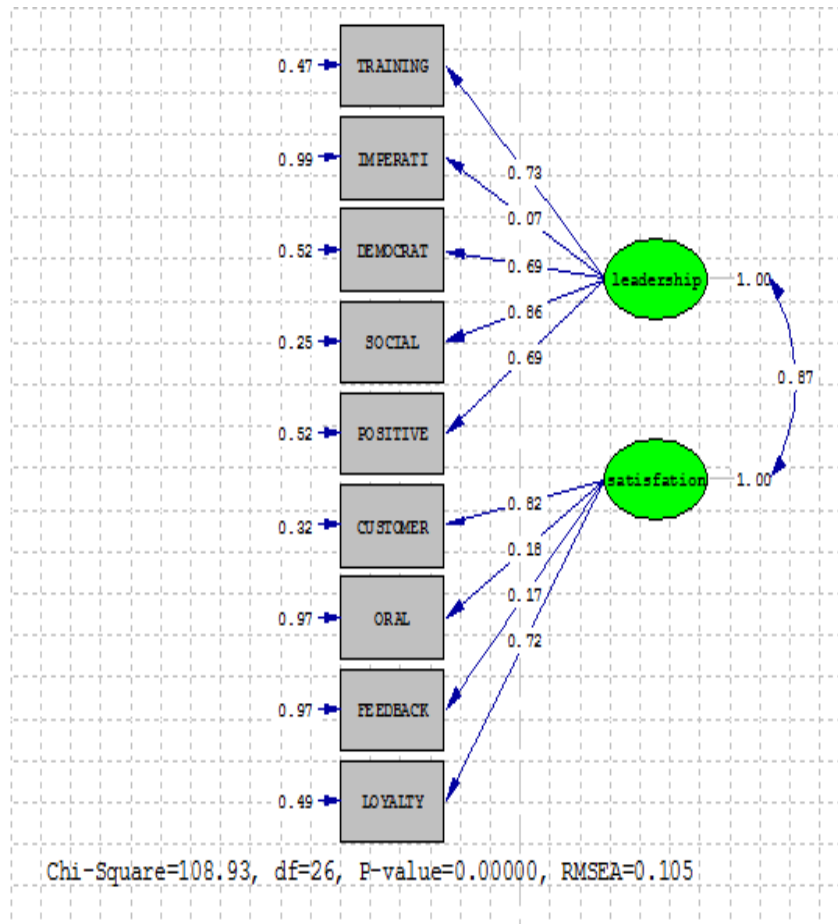 0.47 TRAINING
0.73
0.99 IMPERATI
0.07
0.52 DEMOCRAT
0.69
leadership 1.00
0.86
0.25 SOCIAL
0.69
0.87
0.52 POSITIVE
satisfation 1.00
0.82
0.32 CUSTOMER
0.18
0.17
0.97 ORAL
0.72
0.97 FEEDBACK
0.49 LOYALTY
Chi-Square=108.93, df=26, P-value=0.00000, RMSEA=0.105